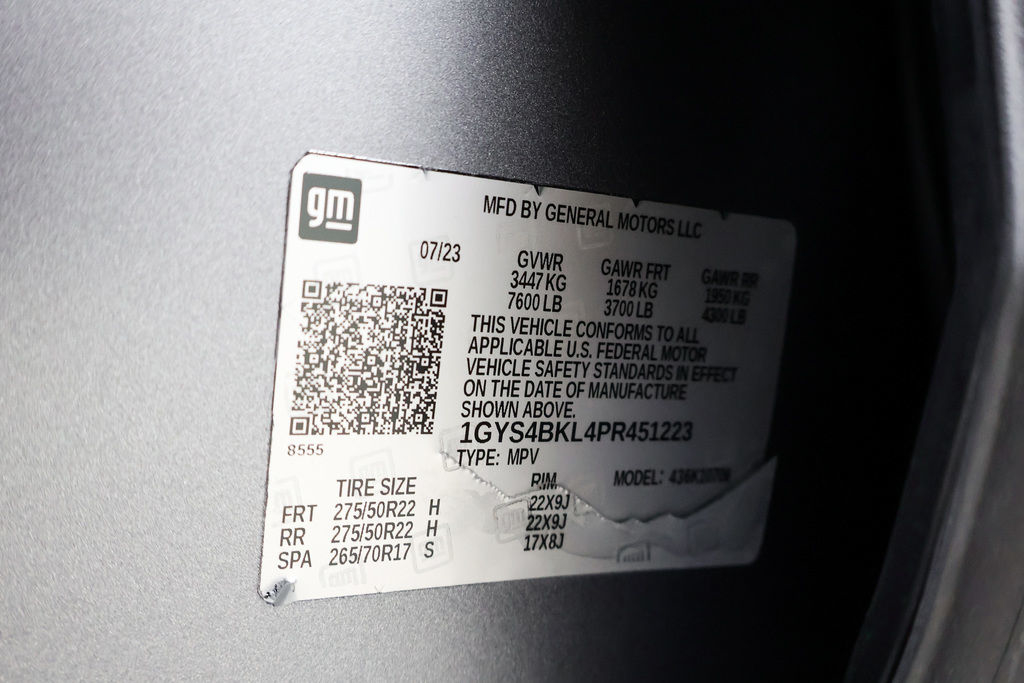 gm
MFD BY GENERAL MOTORS LLC
07/23
GVWR GAWR FRT GAWR RR
3447 KG 1678 KG 1950 KG
7600 LB 3700 LB 4300 LB
THIS VEHICLE CONFORMS TO ALL
APPLICABLE U.S. FEDERAL MOTOR
VEHICLE SAFETY STANDARDS IN EFFECT
ON THE DATE OF MANUFACTURE
SHOWN ABOVE.
1GYS4BKL4PR451223
8555
TYPE: MPV MODEL:
TIRE SIZE RIM
FRT 275/50R22 H 22X9J
RR 275/50R22 H 22X9J
SPA 265/70R17 S 17X8J